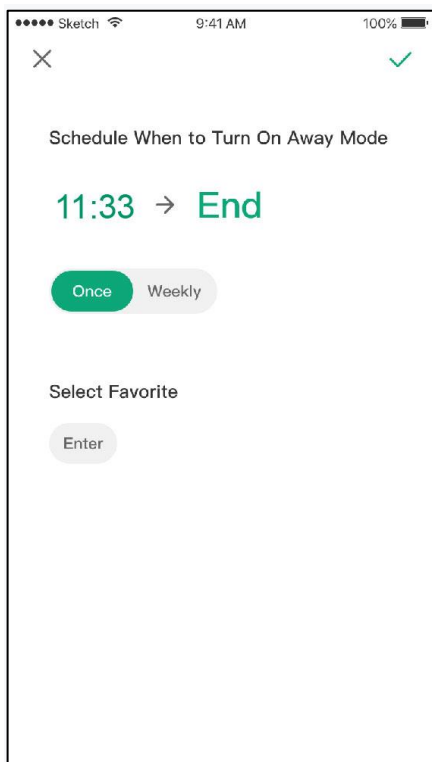 Sketch 9:41 AM 100%
Schedule When to Turn On Away Mode
11:33 → End
Once Weekly
Select Favorite
Enter